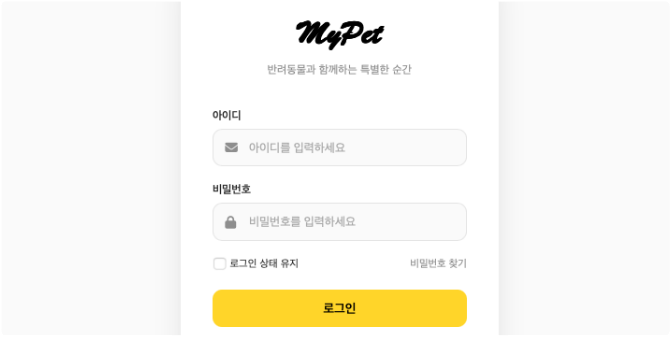 MyPet
반려동물과 함께하는 특별한 순간
아이디
아이디를 입력하세요
비밀번호
비밀번호를 입력하세요
로그인 상태 유지 비밀번호 찾기
로그인